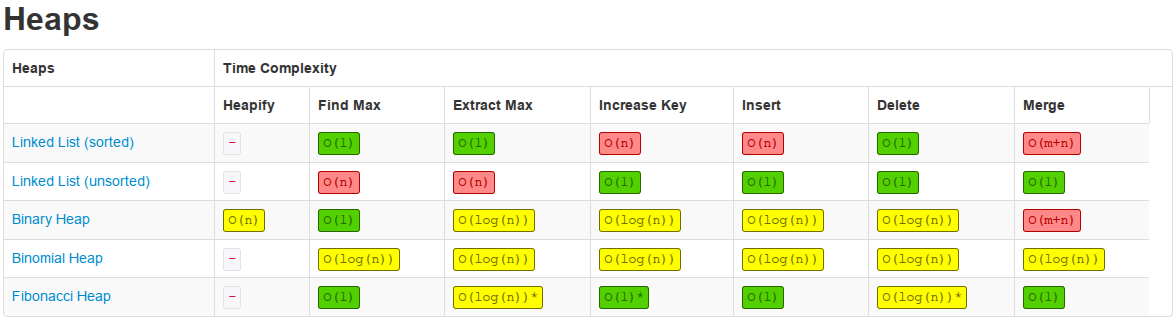 Heaps
Heaps Time Complexity
Heapify Find Max Extract Max Increase Key Insert Delete Merge
Linked List (sorted) - O(1) O(1) O(n) O(n) O(1) O(m+n)
Linked List (unsorted) - O(n) O(n) O(1) O(1) O(1) O(1)
Binary Heap O(n) O(1) O(log(n)) O(log(n)) O(log(n)) O(log(n)) O(m+n)
Binomial Heap - O(log(n)) O(log(n)) O(log(n)) O(log(n)) O(log(n)) O(log(n))
Fibonacci Heap - O(1) O(log(n))* O(1)* O(1) O(log(n))* O(1)